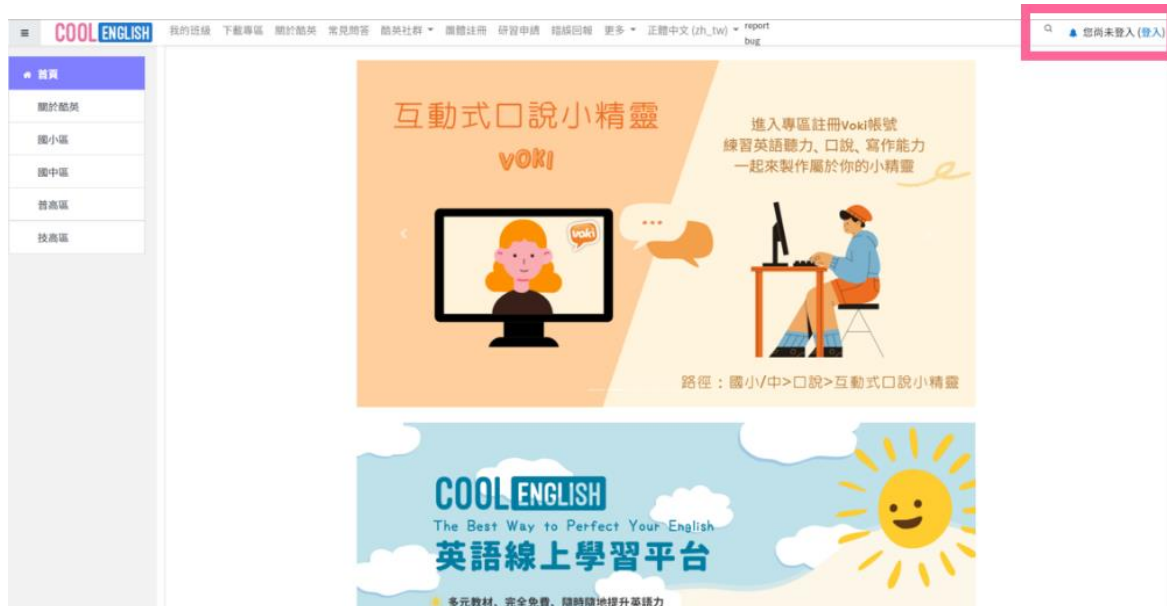 COOL ENGLISH 我的班級 下載專區 關於酷英 常見問答 酷英社群 團體註冊 研習申請 錯誤回報 更多 正體中文 (zh_tw) report bug
您尚未登入 (登入)
首頁
關於酷英
國小區
國中區
普高區
技高區
互動式口說小精靈
VOKI
進入專區註冊Voki帳號
練習英語聽力、口說、寫作能力
一起來製作屬於你的小精靈
voki
路徑：國小/中>口說>互動式口說小精靈
COOL ENGLISH
The Best Way to Perfect Your English
英語線上學習平台
多元教材、完全免費、隨時隨地提升英語力